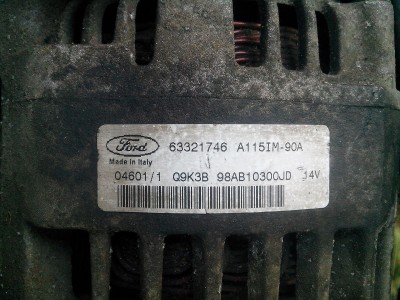 Ford 63321746 A115IM-90A
Made in Italy
04601/1 Q9K3B 98AB10300JD 14V